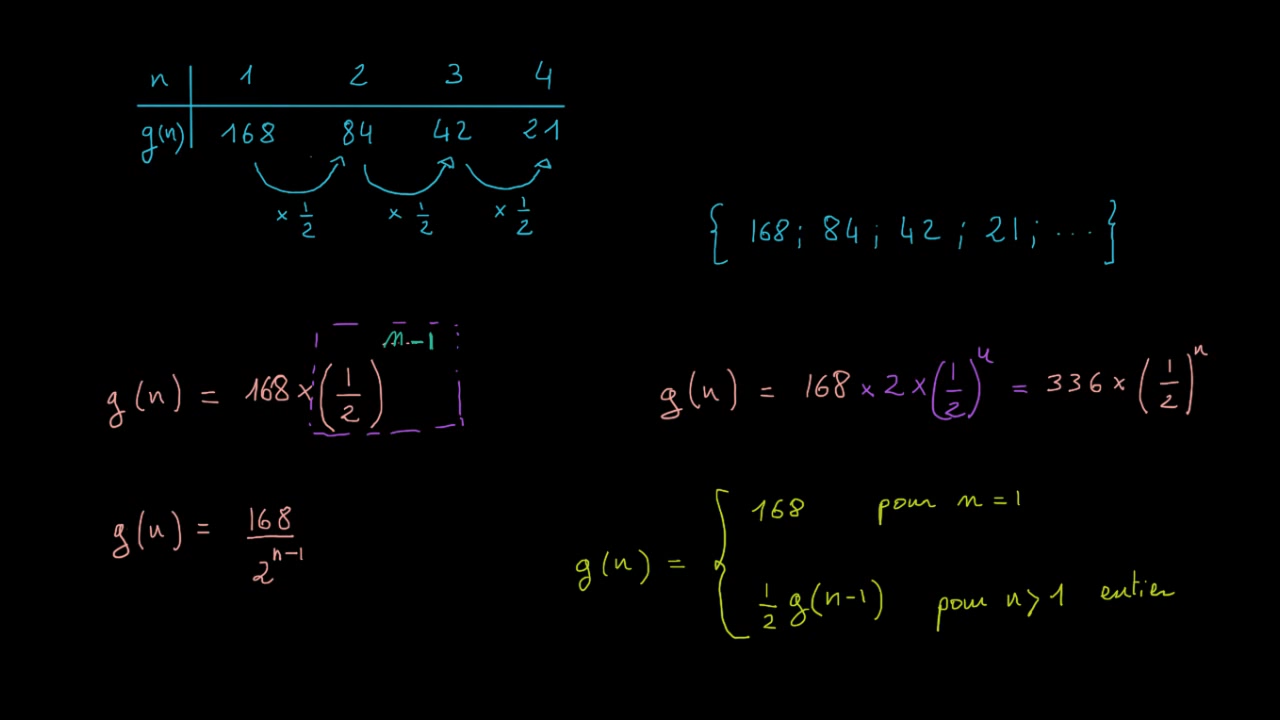 n 1 2 3 4
g(n) 168 84 42 21
× 1/2 × 1/2 × 1/2
{ 168 ; 84 ; 42 ; 21 ; ... }
g(n) = 168 × (1/2)^(n-1)
g(n) = 168 × 2 × (1/2)^n = 336 × (1/2)^n
g(n) = 168/2^(n-1)
g(n) = {
168 pour n = 1
1/2 g(n-1) pour n > 1 entier